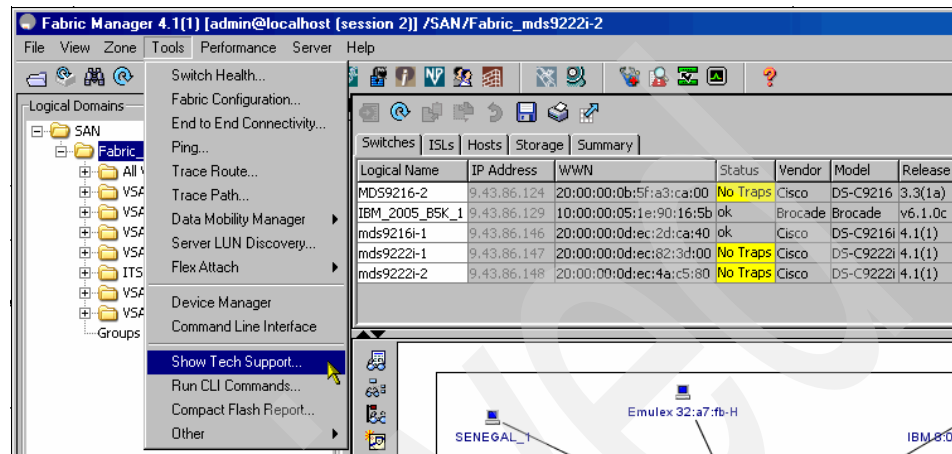 Fabric Manager 4.1(1) [admin@localhost (session 2)] /SAN/Fabric_mds9222i-2
File View Zone Tools Performance Server Help
Logical Domains
SAN
Fabric_
All
VSA
VSA
VSA
VSA
ITS
VSA
VSA
Groups
Switch Health...
Fabric Configuration...
End to End Connectivity...
Ping...
Trace Route...
Trace Path...
Data Mobility Manager
Server LUN Discovery...
Flex Attach
Device Manager
Command Line Interface
Show Tech Support...
Run CLI Commands...
Compact Flash Report...
Other
Switches ISLs Hosts Storage Summary
Logical Name IP Address WWN Status Vendor Model Release
MDS9216-2 9.43.86.124 20:00:00:0b:5f:a3:ca:00 No Traps Cisco DS-C9216 3.3(1a)
IBM_2005_B5K_1 9.43.86.129 10:00:00:05:1e:90:16:5b ok Brocade Brocade v6.1.0c
mds9216i-1 9.43.86.146 20:00:00:0d:ec:2d:ca:40 ok Cisco DS-C9216i 4.1(1)
mds9222i-1 9.43.86.147 20:00:00:0d:ec:82:3d:00 No Traps Cisco DS-C9222i 4.1(1)
mds9222i-2 9.43.86.148 20:00:00:0d:ec:4a:c5:80 No Traps Cisco DS-C9222i 4.1(1)
Emulex 32:a7:fb-H
SENEGAL_1
IBM